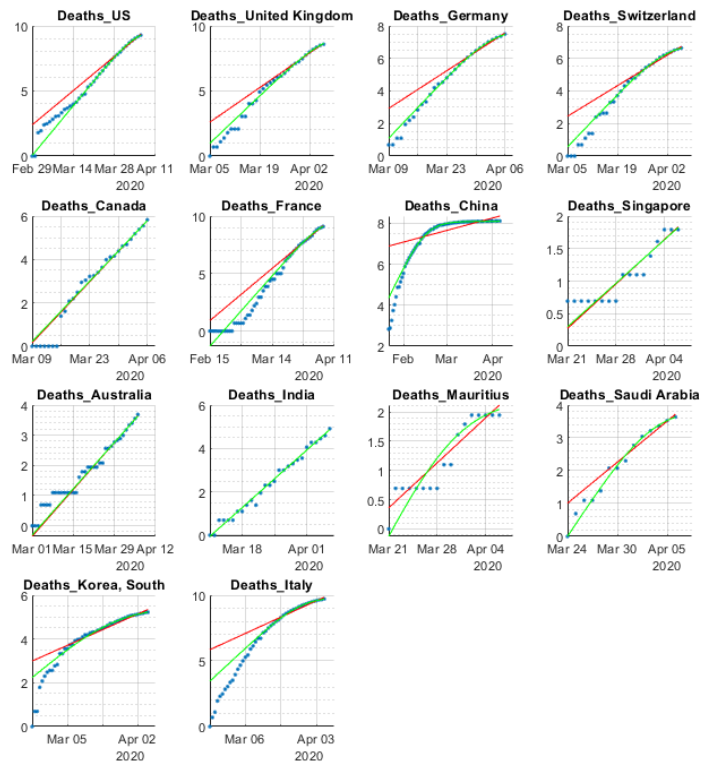 Deaths_US
10
5
0
Feb 29 Mar 14 Mar 28 Apr 11
2020
Deaths_United Kingdom
10
5
0
Mar 05 Mar 19 Apr 02
2020
Deaths_Germany
8
6
4
2
0
Mar 09 Mar 23 Apr 06
2020
Deaths_Switzerland
8
6
4
2
0
Mar 05 Mar 19 Apr 02
2020
Deaths_Canada
6
4
2
0
Mar 09 Mar 23 Apr 06
2020
Deaths_France
10
5
0
Feb 15 Mar 14 Apr 11
2020
Deaths_China
8
6
4
2
Feb Mar Apr
2020
Deaths_Singapore
2
1.5
1
0.5
0
Mar 21 Mar 28 Apr 04
2020
Deaths_Australia
4
3
2
1
0
Mar 01 Mar 15 Mar 29 Apr 12
2020
Deaths_India
6
4
2
0
Mar 18 Apr 01
2020
Deaths_Mauritius
2
1.5
1
0.5
0
Mar 21 Mar 28 Apr 04
2020
Deaths_Saudi Arabia
4
3
2
1
0
Mar 24 Mar 30 Apr 05
2020
Deaths_Korea, South
6
4
2
0
Mar 05 Apr 02
2020
Deaths_Italy
10
5
0
Mar 06 Apr 03
2020